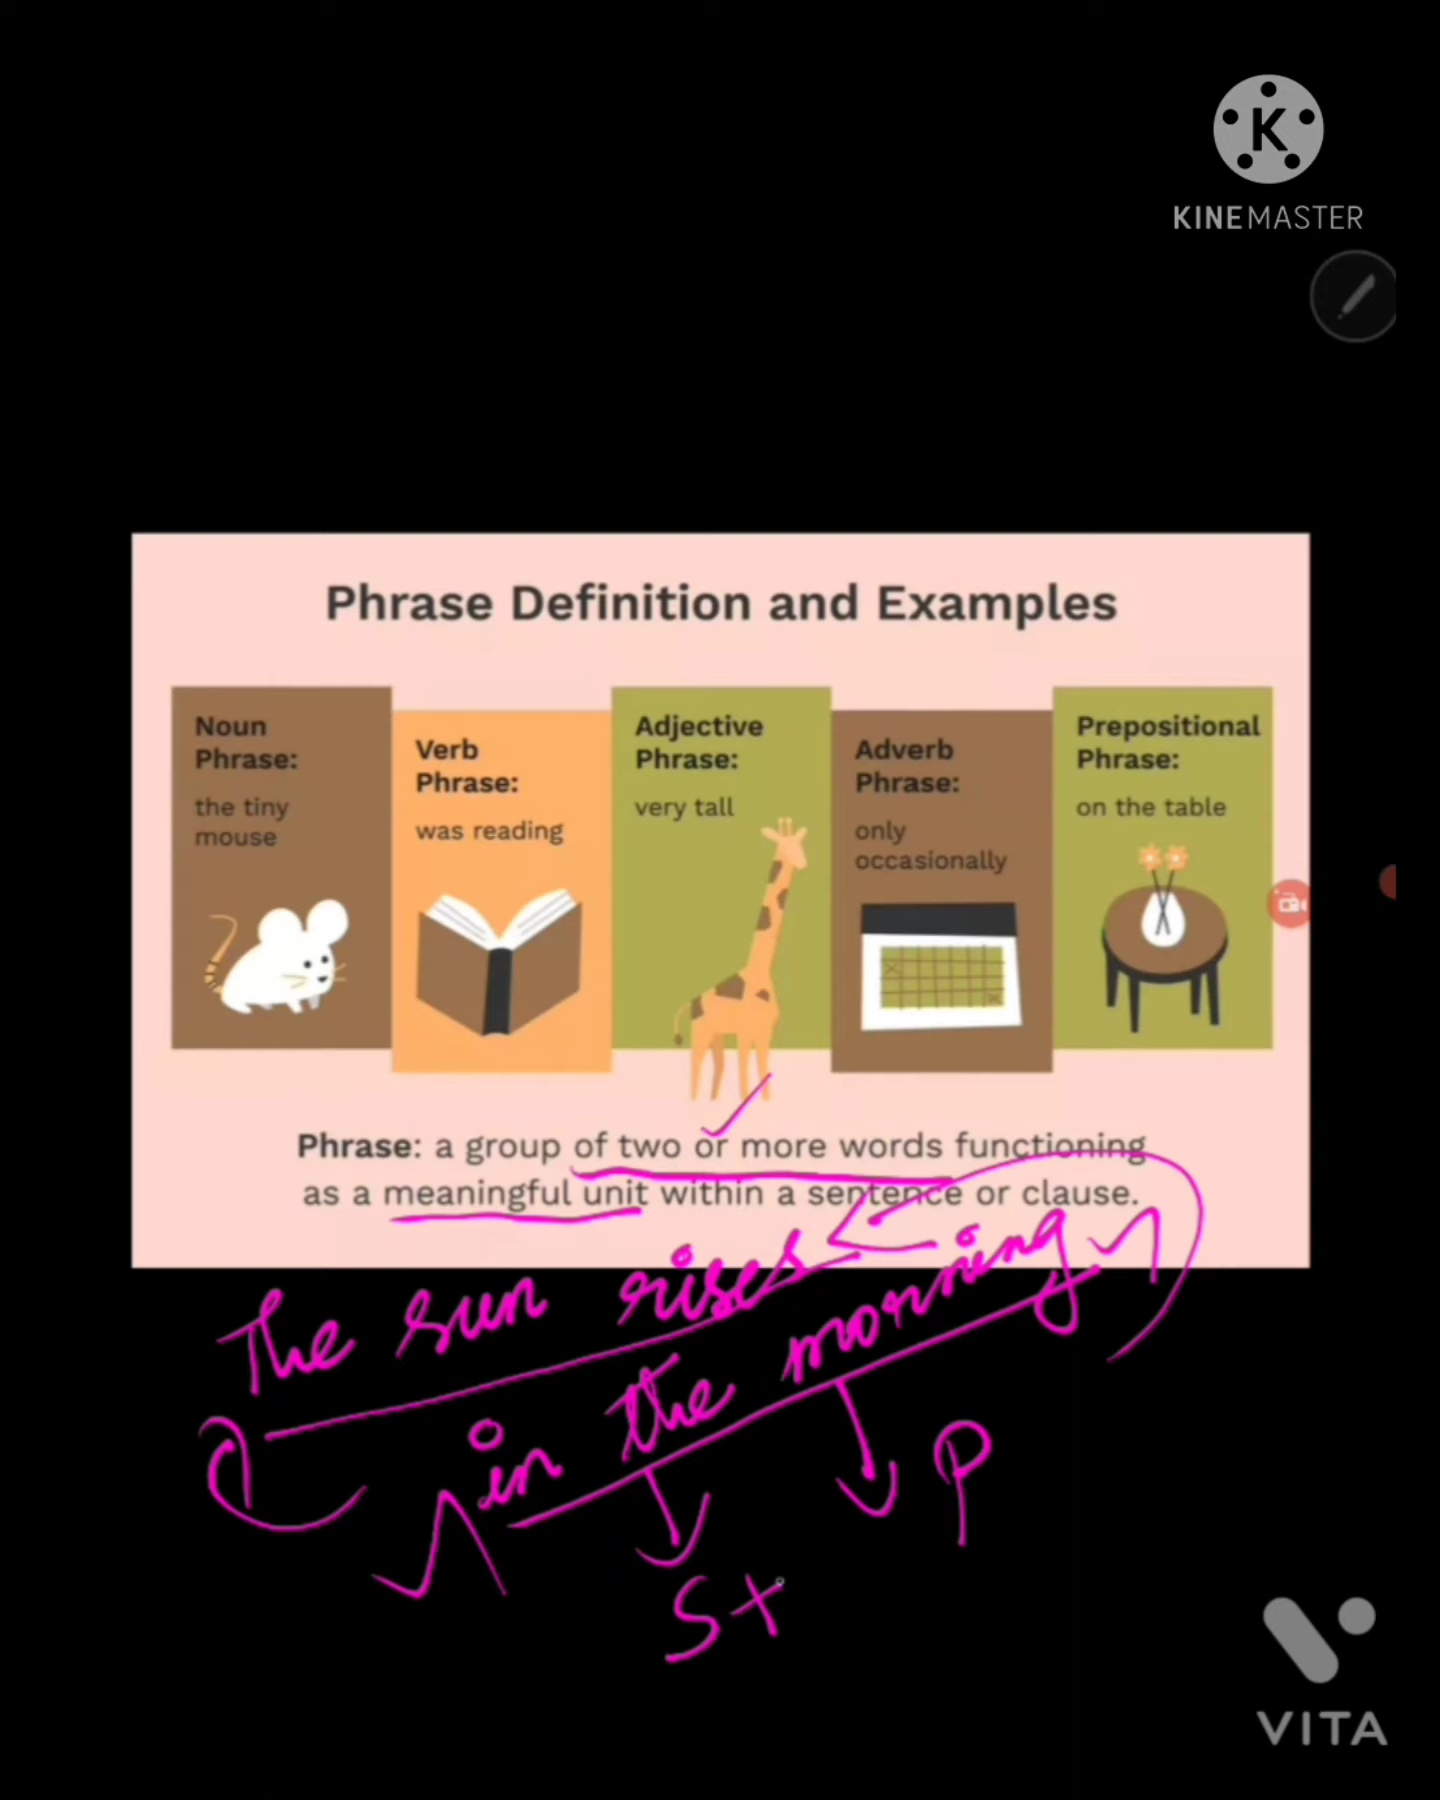 KINEMASTER
Phrase Definition and Examples
Noun
Phrase:
the tiny
mouse
Verb
Phrase:
was reading
Adjective
Phrase:
very tall
Adverb
Phrase:
only
occasionally
Prepositional
Phrase:
on the table
Phrase: a group of two or more words functioning
as a meaningful unit within a sentence or clause.
The sun rises
in the morning
P
S+
VITA